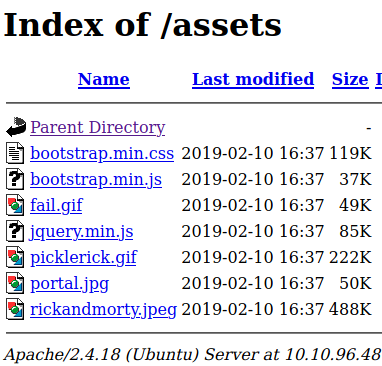 Index of /assets
Name Last modified Size
Parent Directory -
bootstrap.min.css 2019-02-10 16:37 119K
bootstrap.min.js 2019-02-10 16:37 37K
fail.gif 2019-02-10 16:37 49K
jquery.min.js 2019-02-10 16:37 85K
picklerick.gif 2019-02-10 16:37 222K
portal.jpg 2019-02-10 16:37 50K
rickandmorty.jpeg 2019-02-10 16:37 488K
Apache/2.4.18 (Ubuntu) Server at 10.10.96.48